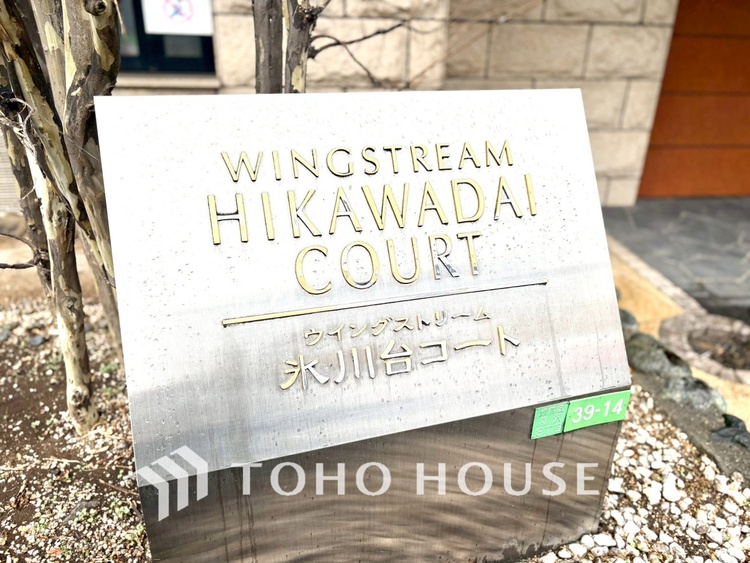 WINGSTREAM
HIKAWADAI
COURT
ウイングストリーム
氷川台コート
39-14
TOHO HOUSE